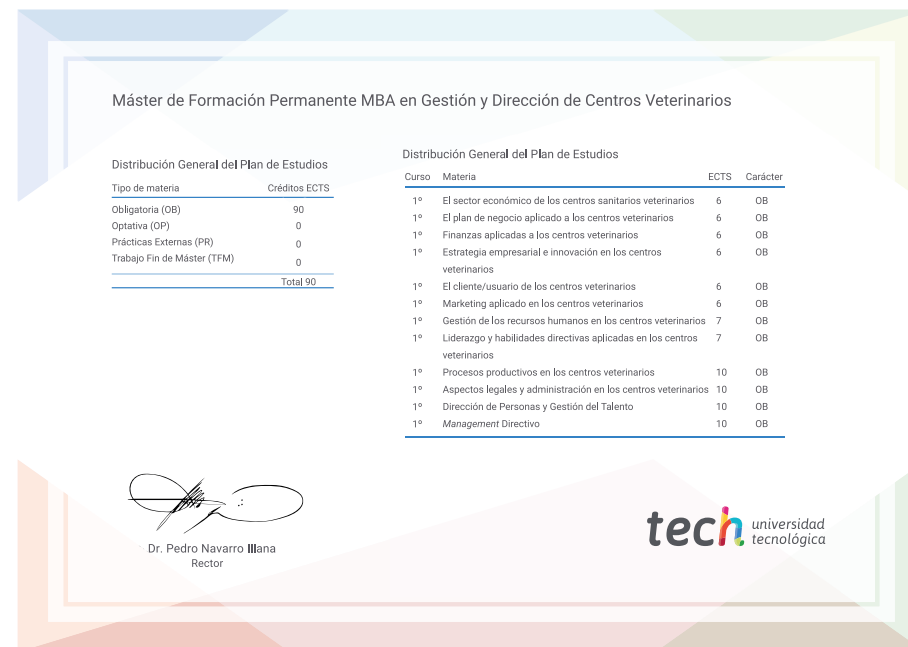 Máster de Formación Permanente MBA en Gestión y Dirección de Centros Veterinarios
Distribución General del Plan de Estudios
Tipo de materia Créditos ECTS
Obligatoria (OB) 90
Optativa (OP) 0
Prácticas Externas (PR) 0
Trabajo Fin de Máster (TFM) 0
Total 90
Distribución General del Plan de Estudios
Curso Materia ECTS Carácter
1º El sector económico de los centros sanitarios veterinarios 6 OB
1º El plan de negocio aplicado a los centros veterinarios 6 OB
1º Finanzas aplicadas a los centros veterinarios 6 OB
1º Estrategia empresarial e innovación en los centros 6 OB
veterinarios
1º El cliente/usuario de los centros veterinarios 6 OB
1º Marketing aplicado en los centros veterinarios 6 OB
1º Gestión de los recursos humanos en los centros veterinarios 7 OB
1º Liderazgo y habilidades directivas aplicadas en los centros 7 OB
veterinarios
1º Procesos productivos en los centros veterinarios 10 OB
1º Aspectos legales y administración en los centros veterinarios 10 OB
1º Dirección de Personas y Gestión del Talento 10 OB
1º Management Directivo 10 OB
Dr. Pedro Navarro Illana
Rector
tech universidad
tecnológica